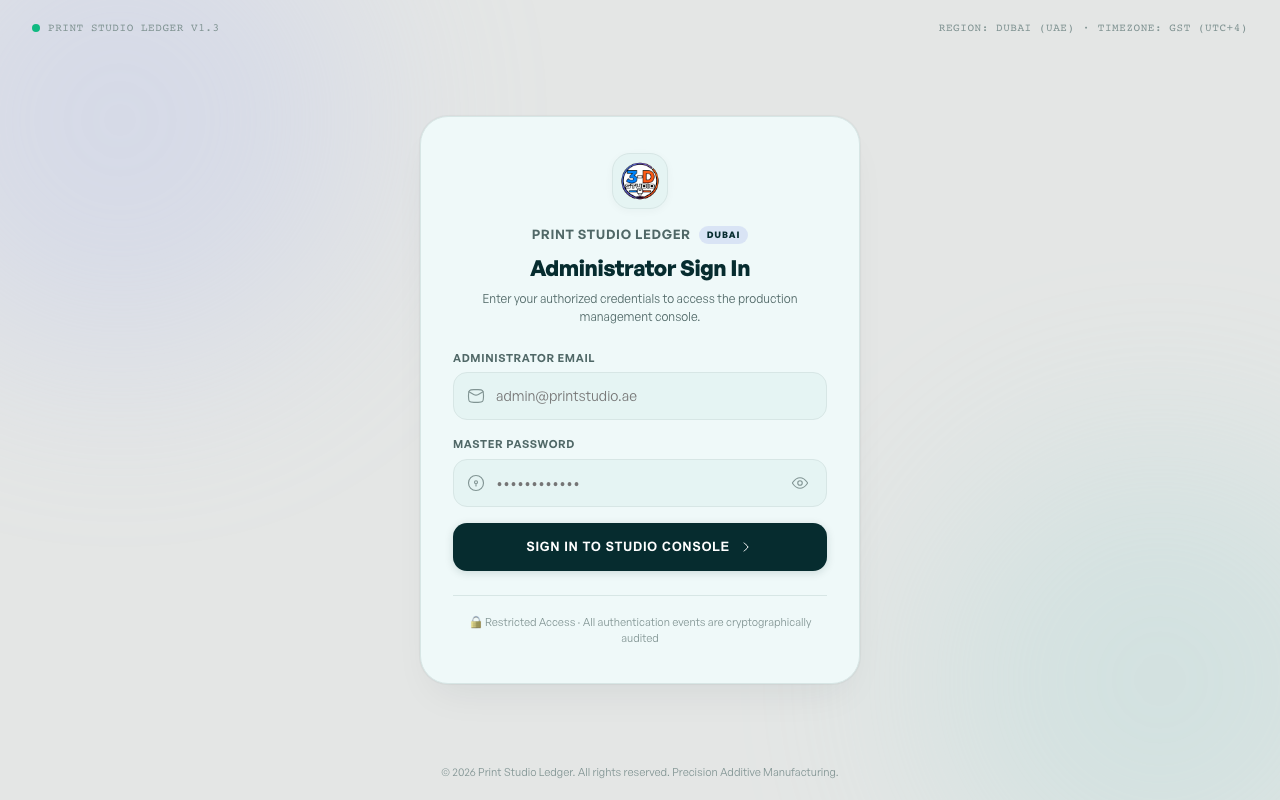 PRINT STUDIO LEDGER V1.3
REGION: DUBAI (UAE) · TIMEZONE: GST (UTC+4)
3-D
PRINT STUDIO LEDGER DUBAI
Administrator Sign In
Enter your authorized credentials to access the production
management console.
ADMINISTRATOR EMAIL
admin@printstudio.ae
MASTER PASSWORD
••••••••••••
SIGN IN TO STUDIO CONSOLE
🔒 Restricted Access · All authentication events are cryptographically
audited
© 2026 Print Studio Ledger. All rights reserved. Precision Additive Manufacturing.